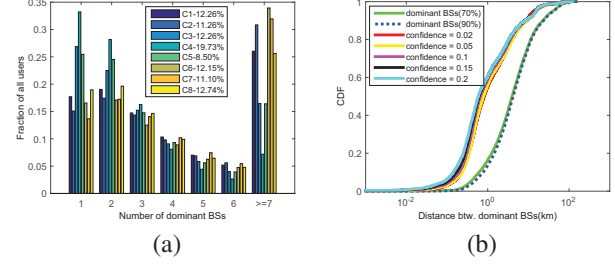 0.35
0.3
0.25
0.2
0.15
0.1
0.05
0
Fraction of all users
C1-12.26%
C2-11.26%
C3-12.26%
C4-19.73%
C5-8.50%
C6-12.15%
C7-11.10%
C8-12.74%
1 2 3 4 5 6 >=7
Number of dominant BSs
(a)
1
0.8
0.6
0.4
0.2
0
CDF
dominant BSs(70%)
dominant BSs(90%)
confidence = 0.02
confidence = 0.05
confidence = 0.1
confidence = 0.15
confidence = 0.2
10-2 100 102
Distance btw. dominant BSs(km)
(b)